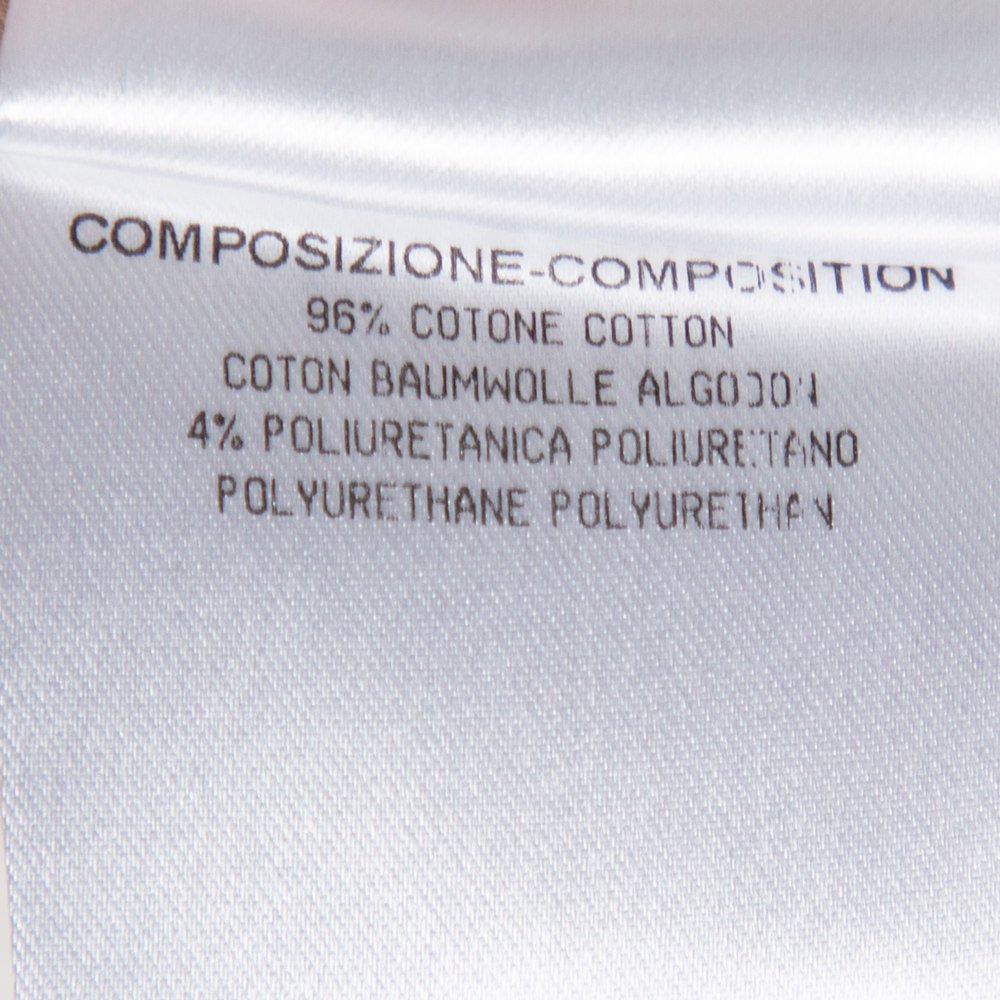 COMPOSIZIONE-COMPOSITION
96% COTONE COTTON
COTON BAUMWOLLE ALGODON
4% POLIURETANICA POLIURETANO
POLYURETHANE POLYURETHAN